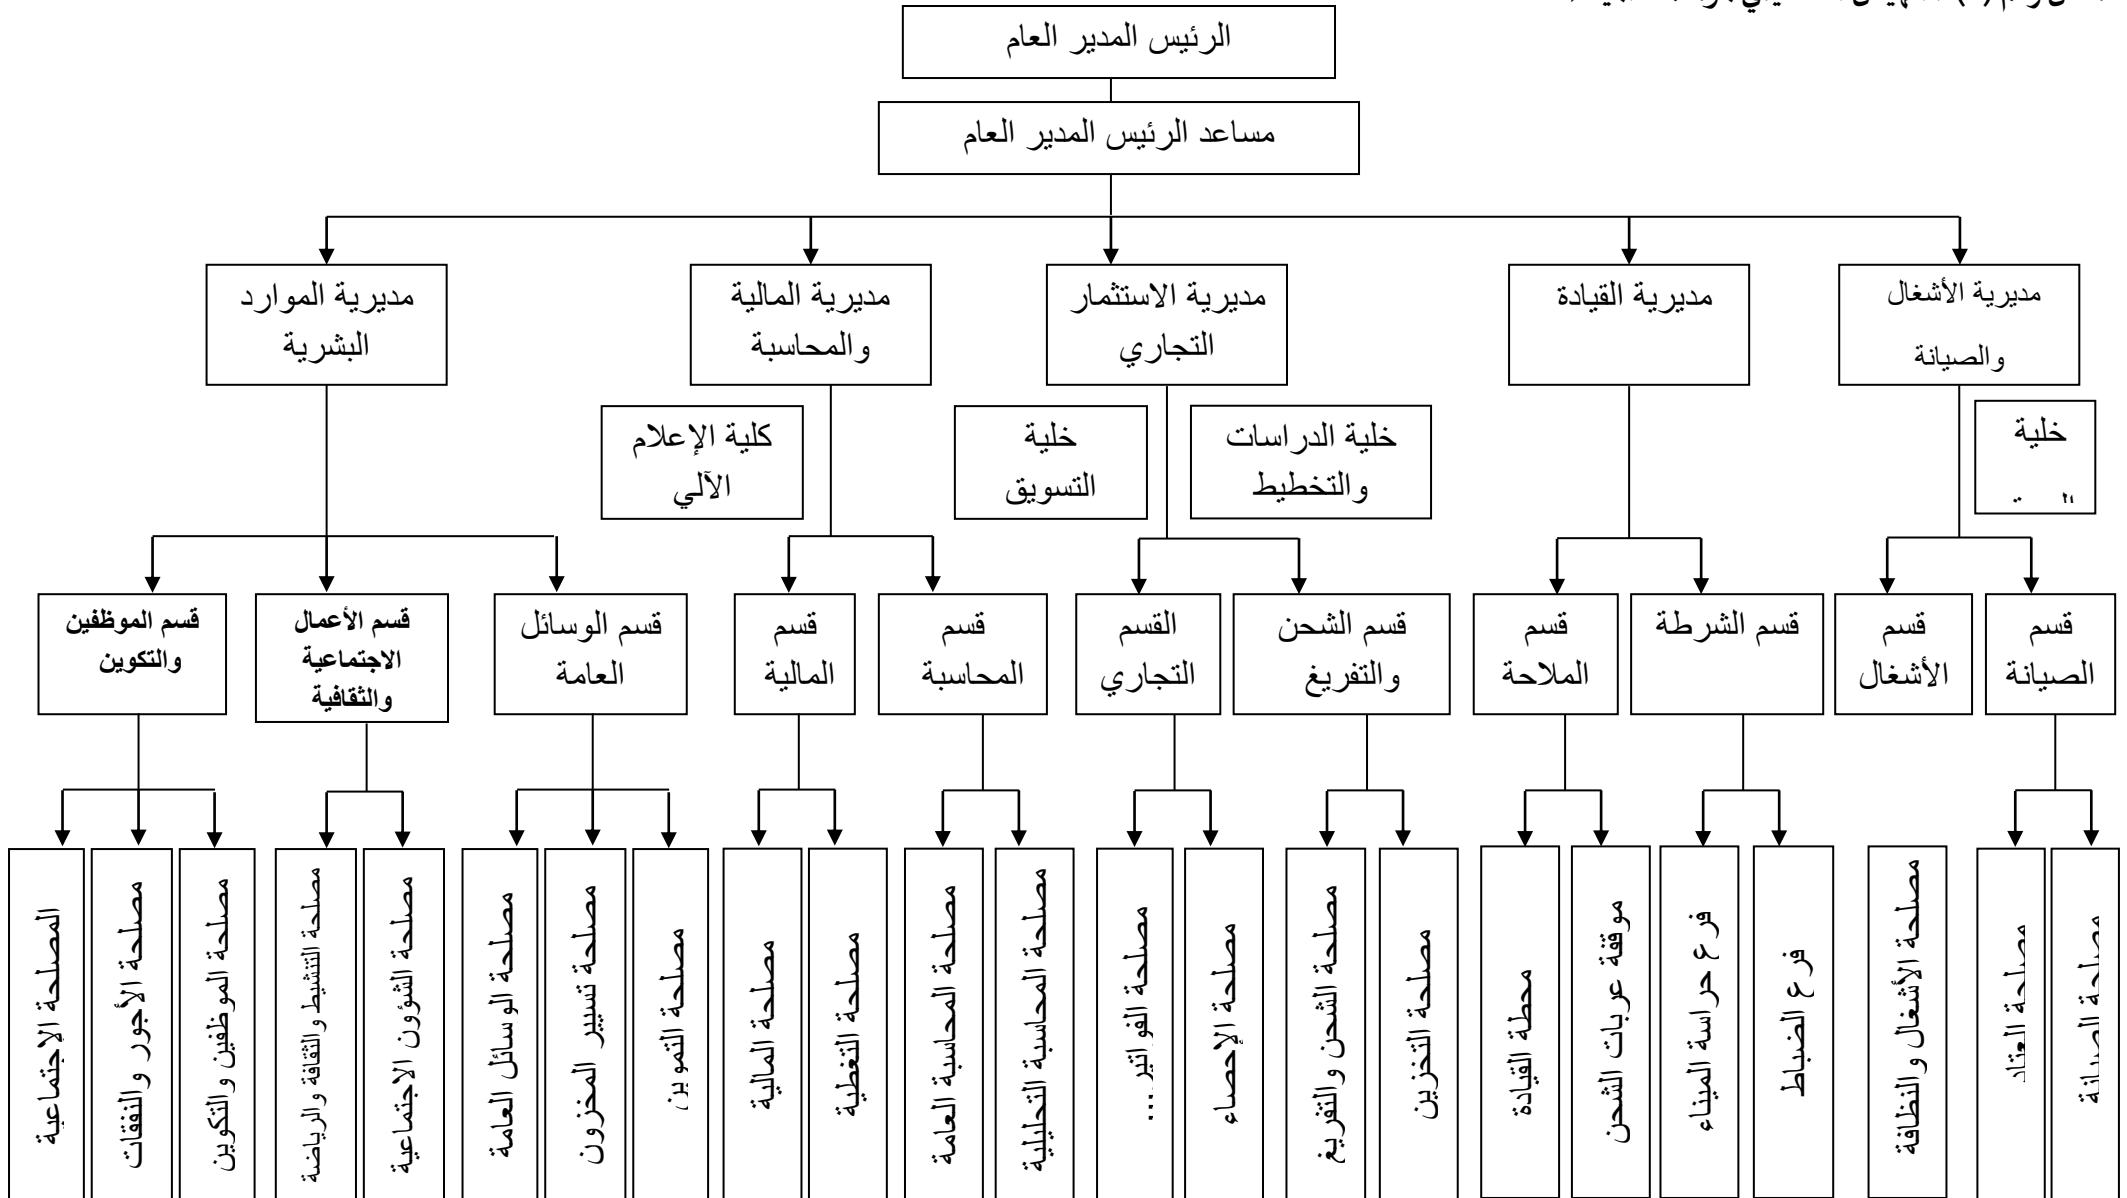 الرئيس المدير العام
مساعد الرئيس المدير العام
مديرية الأشغال
والصيانة
مديرية القيادة
مديرية الاستثمار
التجاري
مديرية المالية
والمحاسبة
مديرية الموارد
البشرية
خلية
خلية الدراسات
والتخطيط
خلية
التسويق
كلية الإعلام
الآلي
قسم
الصيانة
قسم
الأشغال
قسم الشرطة
قسم
الملاحة
قسم الشحن
والتفريغ
القسم
التجاري
قسم
المحاسبة
قسم
المالية
قسم الوسائل
العامة
قسم الأعمال
الاجتماعية
والثقافية
قسم الموظفين
والتكوين
مصلحة الصيانة
مصلحة العتاد
مصلحة الأشغال والنظافة
فرع الضباط
فرع حراسة الميناء
موقفة عربات الشحن
محطة القيادة
مصلحة التخزين
مصلحة الشحن والتفريغ
مصلحة الإحصاء
مصلحة الفواتير...
مصلحة المحاسبة التحليلية
مصلحة المحاسبة العامة
مصلحة التغطية
مصلحة المالية
مصلحة التموين
مصلحة تسيير المخزون
مصلحة الوسائل العامة
مصلحة الشؤون الاجتماعية
مصلحة التنشيط والثقافة والرياضة
مصلحة الموظفين والتكوين
مصلحة الأجور والنفقات
المصلحة الإجتماعية